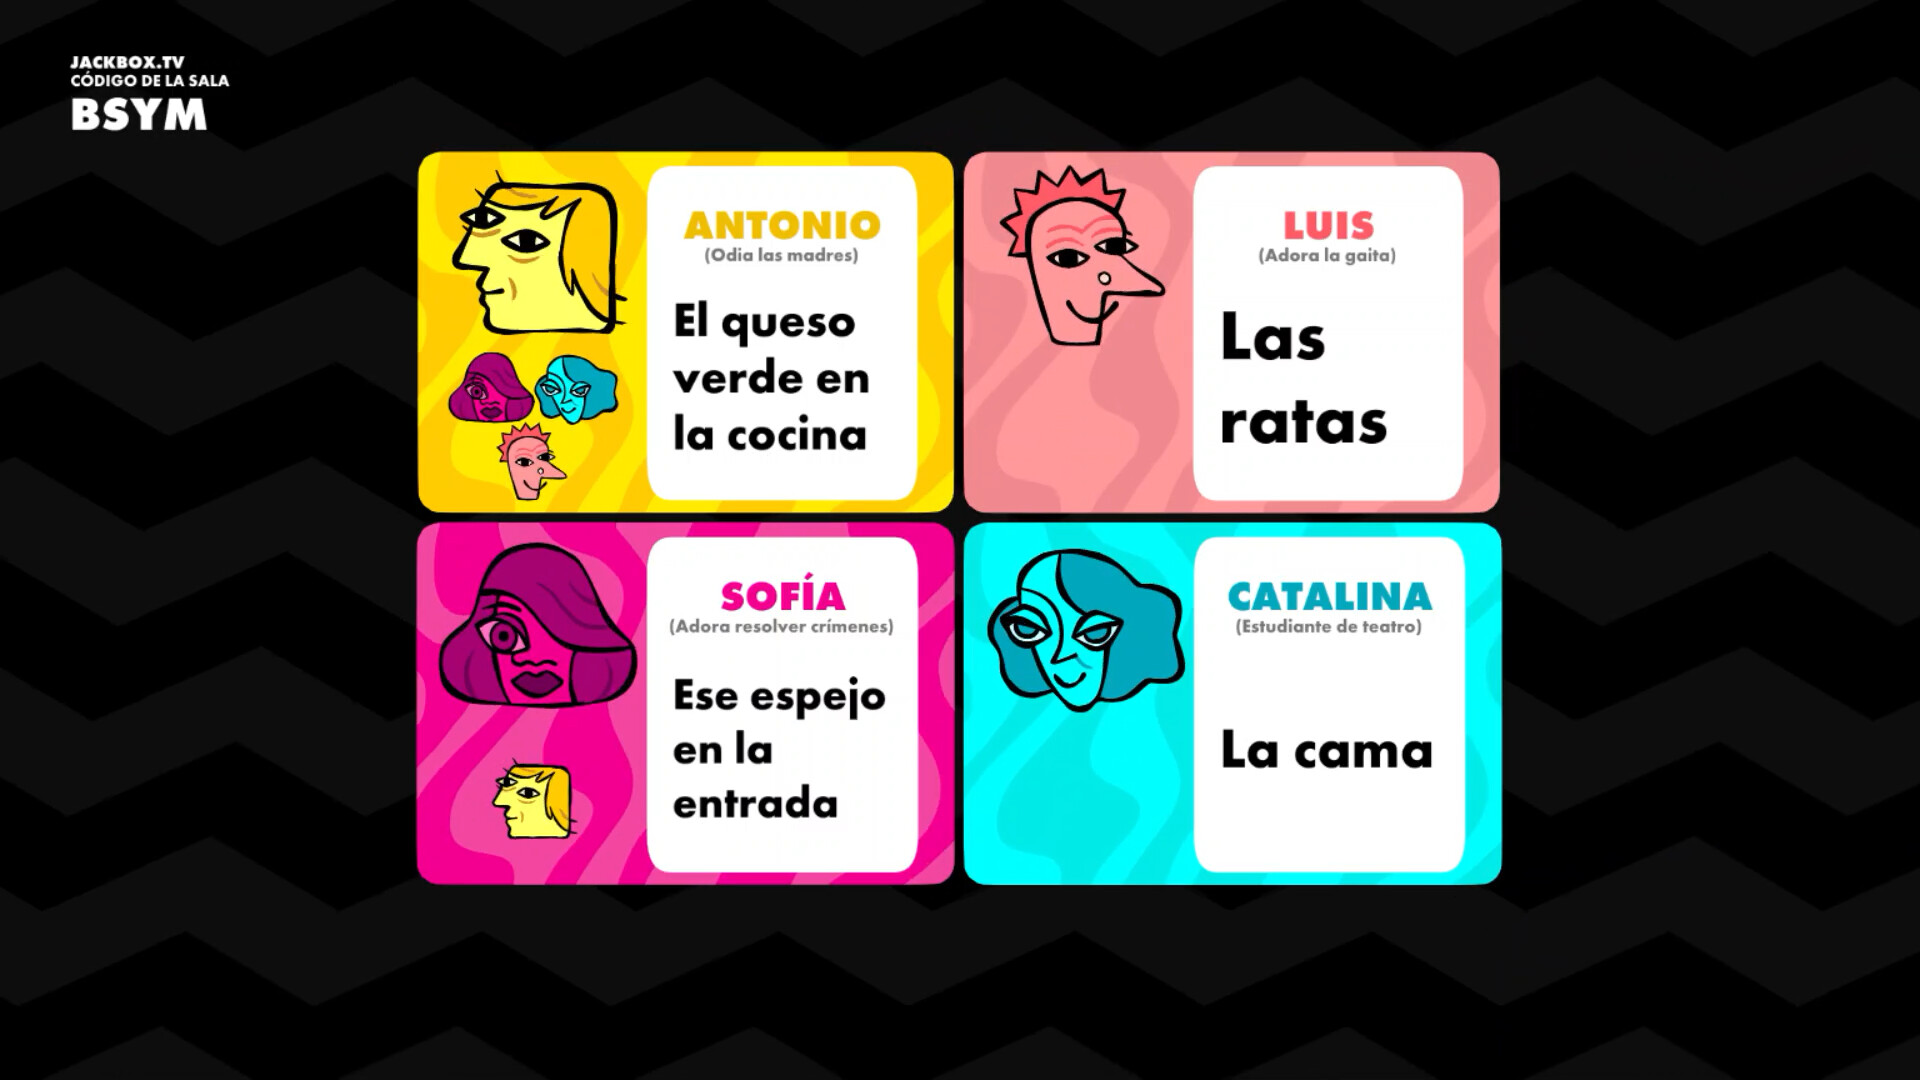 JACKBOX.TV
CÓDIGO DE LA SALA
BSYM
ANTONIO
(Odia las madres)
El queso
verde en
la cocina
LUIS
(Adora la gaita)
Las
ratas
SOFÍA
(Adora resolver crímenes)
Ese espejo
en la
entrada
CATALINA
(Estudiante de teatro)
La cama